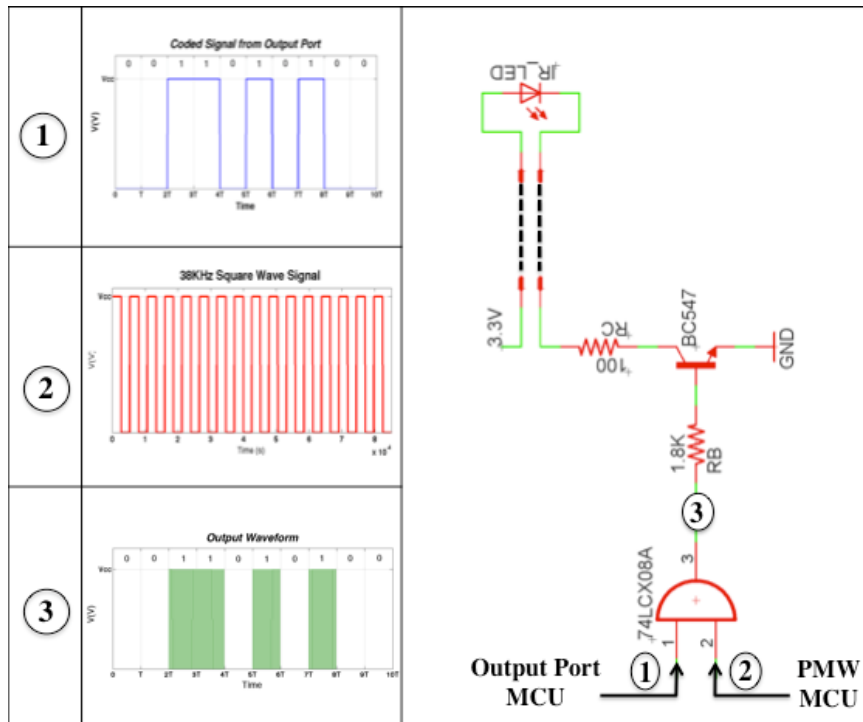 1
Coded Signal from Output Port
0 0 1 1 0 1 0 1 0 0
Vcc
V(V)
0 T 2T 3T 4T 5T 6T 7T 8T 9T 10T
Time
2
38KHz Square Wave Signal
Vcc
V(V)
0 1 2 3 4 5 6 7 8
Time (s)
x 10⁻⁴
3
Output Waveform
0 0 1 1 0 1 0 1 0 0
Vcc
V(V)
0 T 2T 3T 4T 5T 6T 7T 8T 9T 10T
Time
IR_LED
3.3V
RC
100
BC547
GND
1.8K
RB
3
3
74LCX08A
1
2
Output Port
MCU
1
2
PMW
MCU